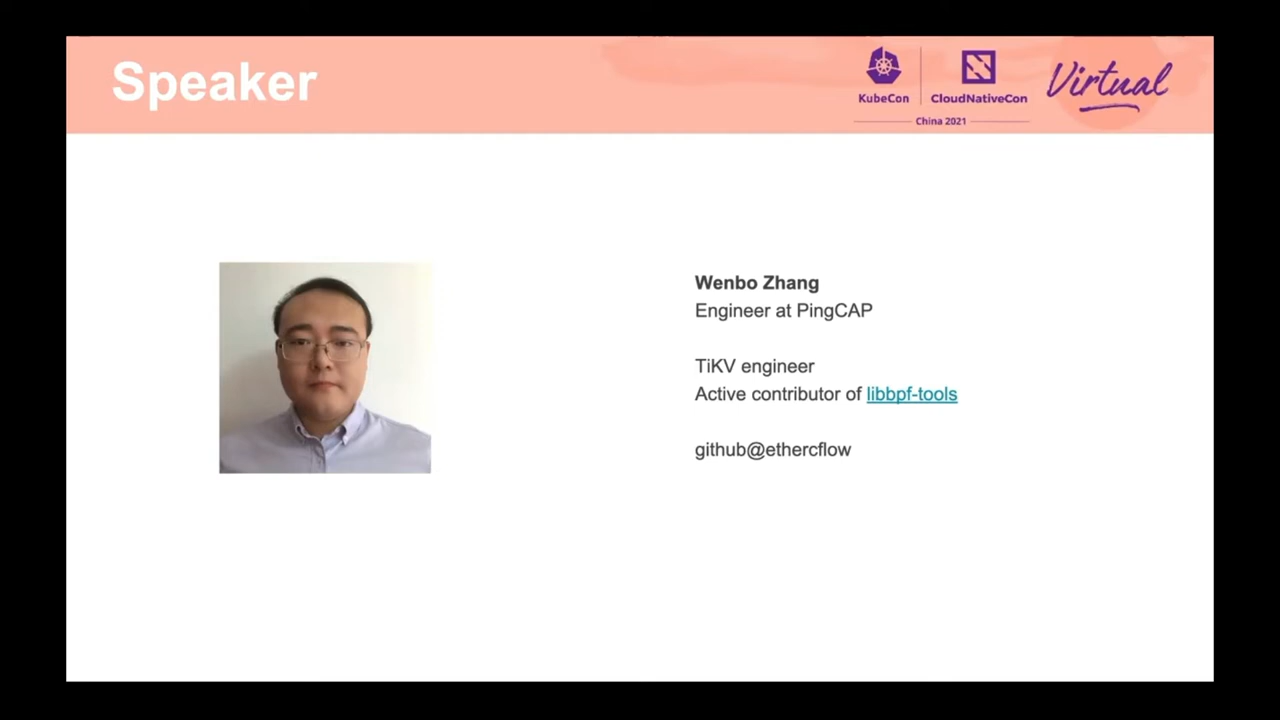 Speaker
KubeCon
CloudNativeCon
China 2021
Virtual
Wenbo Zhang
Engineer at PingCAP
TiKV engineer
Active contributor of libbpf-tools
github@ethercflow